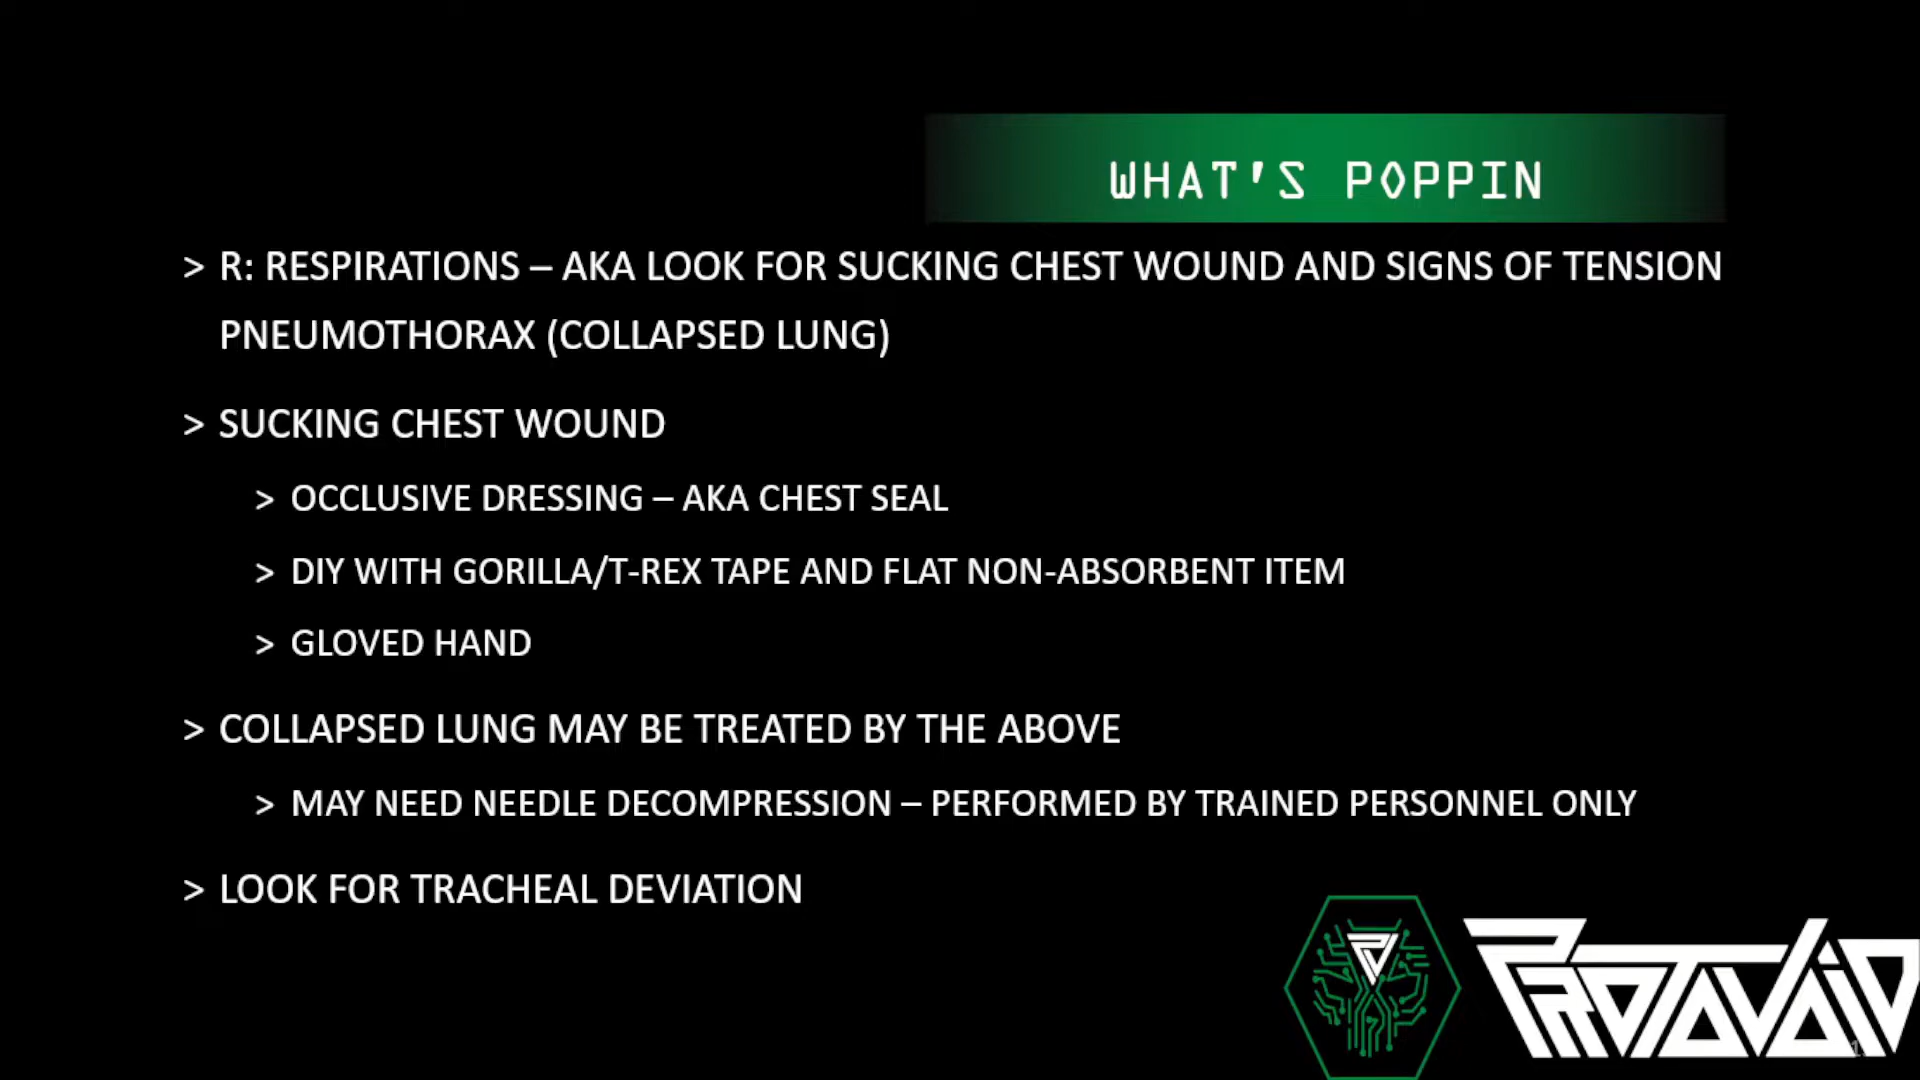 WHAT'S POPPIN
> R: RESPIRATIONS – AKA LOOK FOR SUCKING CHEST WOUND AND SIGNS OF TENSION
PNEUMOTHORAX (COLLAPSED LUNG)
> SUCKING CHEST WOUND
> OCCLUSIVE DRESSING – AKA CHEST SEAL
> DIY WITH GORILLA/T-REX TAPE AND FLAT NON-ABSORBENT ITEM
> GLOVED HAND
> COLLAPSED LUNG MAY BE TREATED BY THE ABOVE
> MAY NEED NEEDLE DECOMPRESSION – PERFORMED BY TRAINED PERSONNEL ONLY
> LOOK FOR TRACHEAL DEVIATION
PROTOVOID